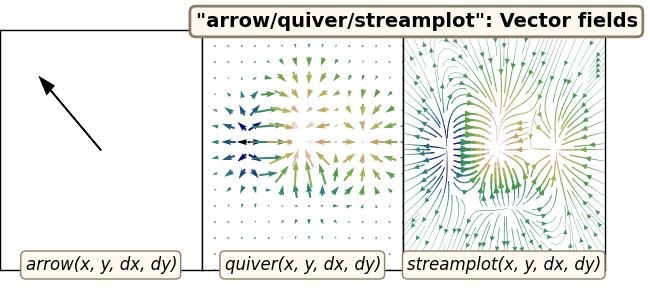 "arrow/quiver/streamplot": Vector fields
arrow(x, y, dx, dy)
quiver(x, y, dx, dy)
streamplot(x, y, dx, dy)